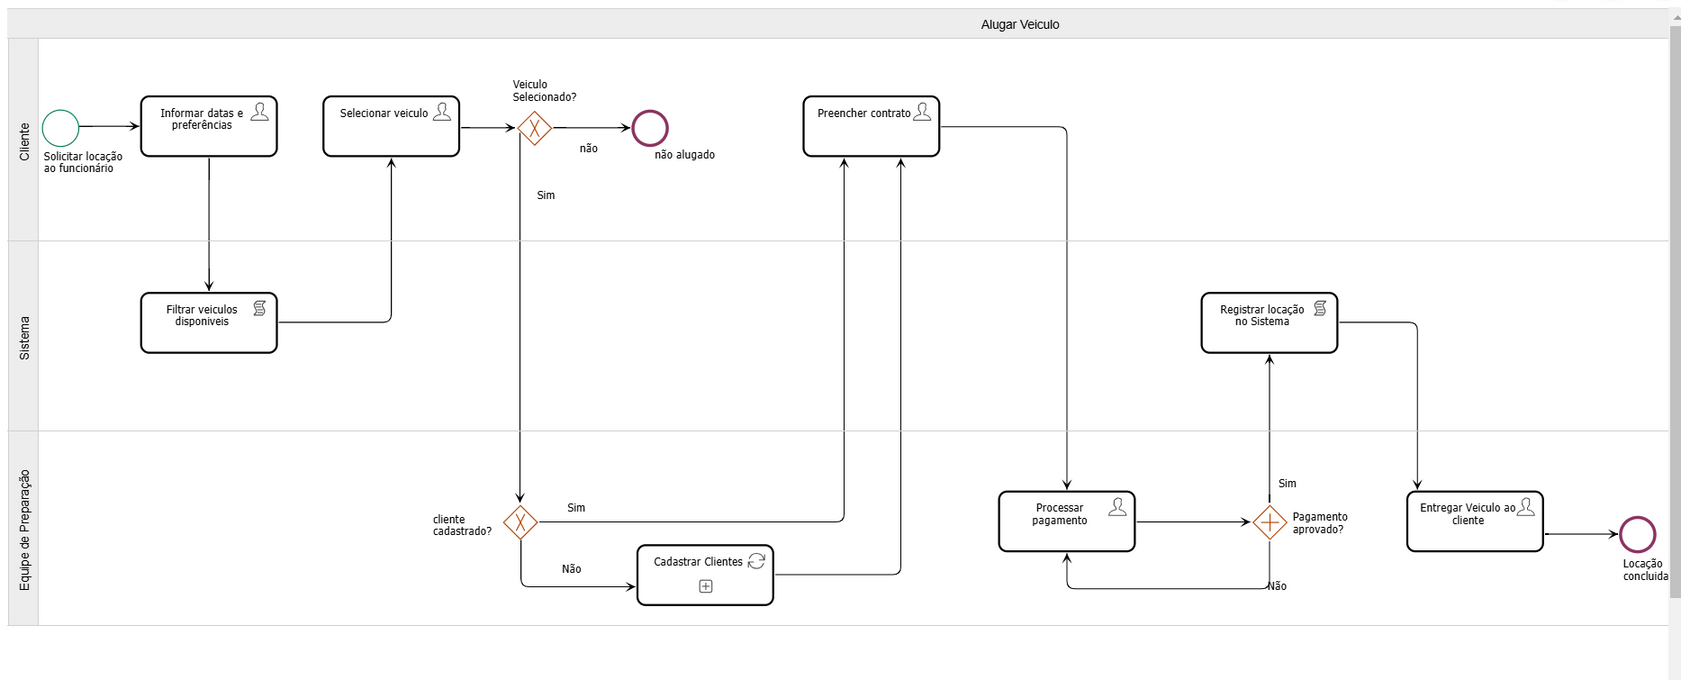 Alugar Veiculo
Cliente
Solicitar locação
ao funcionário
Informar datas e
preferências
Selecionar veiculo
Veiculo
Selecionado?
não
não alugado
Sim
Preencher contrato
Sistema
Filtrar veiculos
disponiveis
Registrar locação
no Sistema
Equipe de Preparação
cliente
cadastrado?
Sim
Não
Cadastrar Clientes
Processar
pagamento
Sim
Pagamento
aprovado?
Não
Entregar Veiculo ao
cliente
Locação
concluida